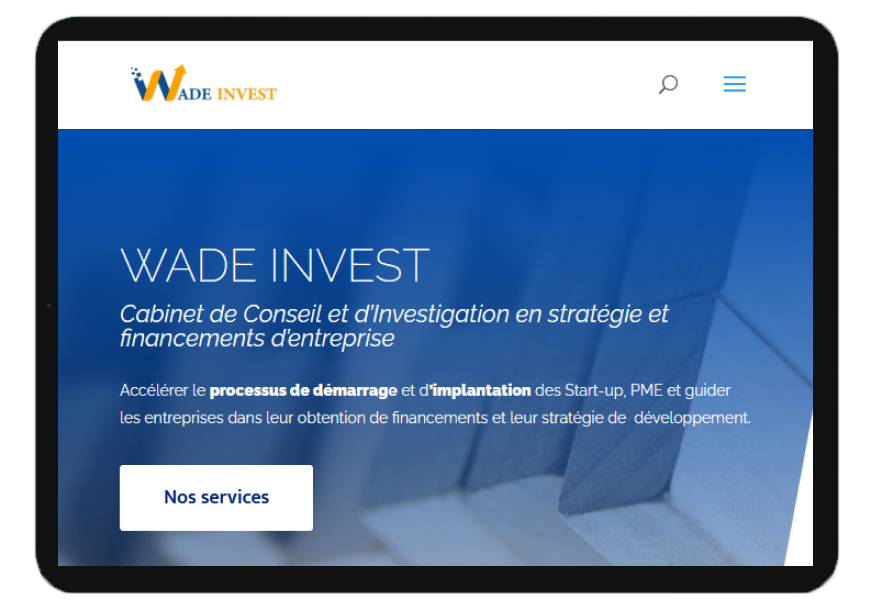 WADE INVEST
WADE INVEST
Cabinet de Conseil et d'Investigation en stratégie et
financements d'entreprise
Accélérer le processus de démarrage et d'implantation des Start-up, PME et guider
les entreprises dans leur obtention de financements et leur stratégie de développement.
Nos services